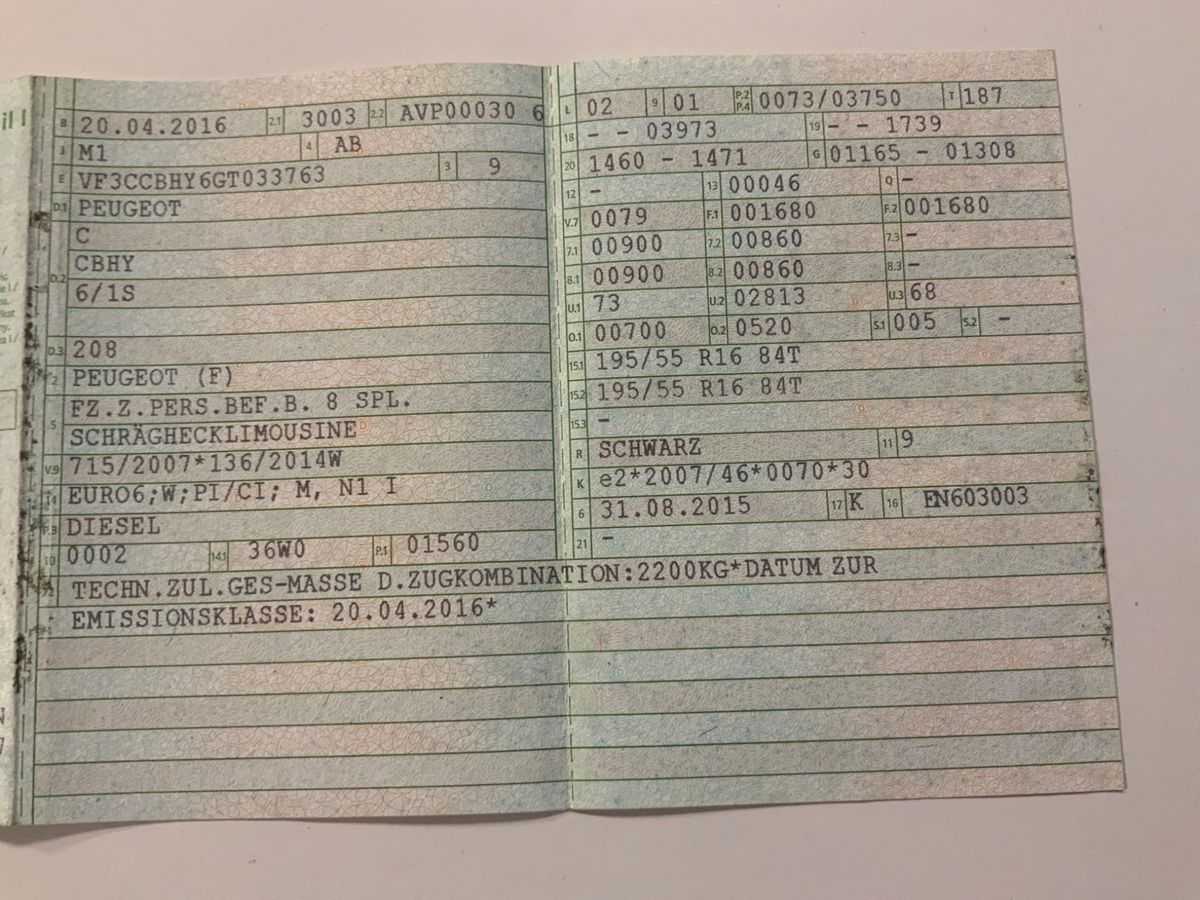 B 20.04.2016 2.1 3003 2.2 AVP00030 6
J M1 4 AB
E VF3CCBHY6GT033763 3 9
D.1 PEUGEOT
C
D.2 CBHY
6/1S
D.3 208
2 PEUGEOT (F)
FZ.Z.PERS.BEF.B. 8 SPL.
5 SCHRÄGHECKLIMOUSINE
V.9 715/2007*136/2014W
14 EURO6;W;PI/CI; M, N1 I
P.3 DIESEL
10 0002 14.1 36W0 P.1 01560
L 02 9 01 P.2 P.4 0073/03750 T 187
18 - - 03973 19 - - 1739
20 1460 - 1471 G 01165 - 01308
12 - 13 00046 Q -
V.7 0079 F.1 001680 F.2 001680
7.1 00900 7.2 00860 7.3 -
8.1 00900 8.2 00860 8.3 -
U.1 73 U.2 02813 U.3 68
O.1 00700 O.2 0520 S.1 005 S.2 -
15.1 195/55 R16 84T
15.2 195/55 R16 84T
15.3 -
R SCHWARZ 11 9
K e2*2007/46*0070*30
6 31.08.2015 17 K 16 EN603003
21 -
TECHN.ZUL.GES-MASSE D.ZUGKOMBINATION:2200KG*DATUM ZUR
EMISSIONSKLASSE: 20.04.2016*